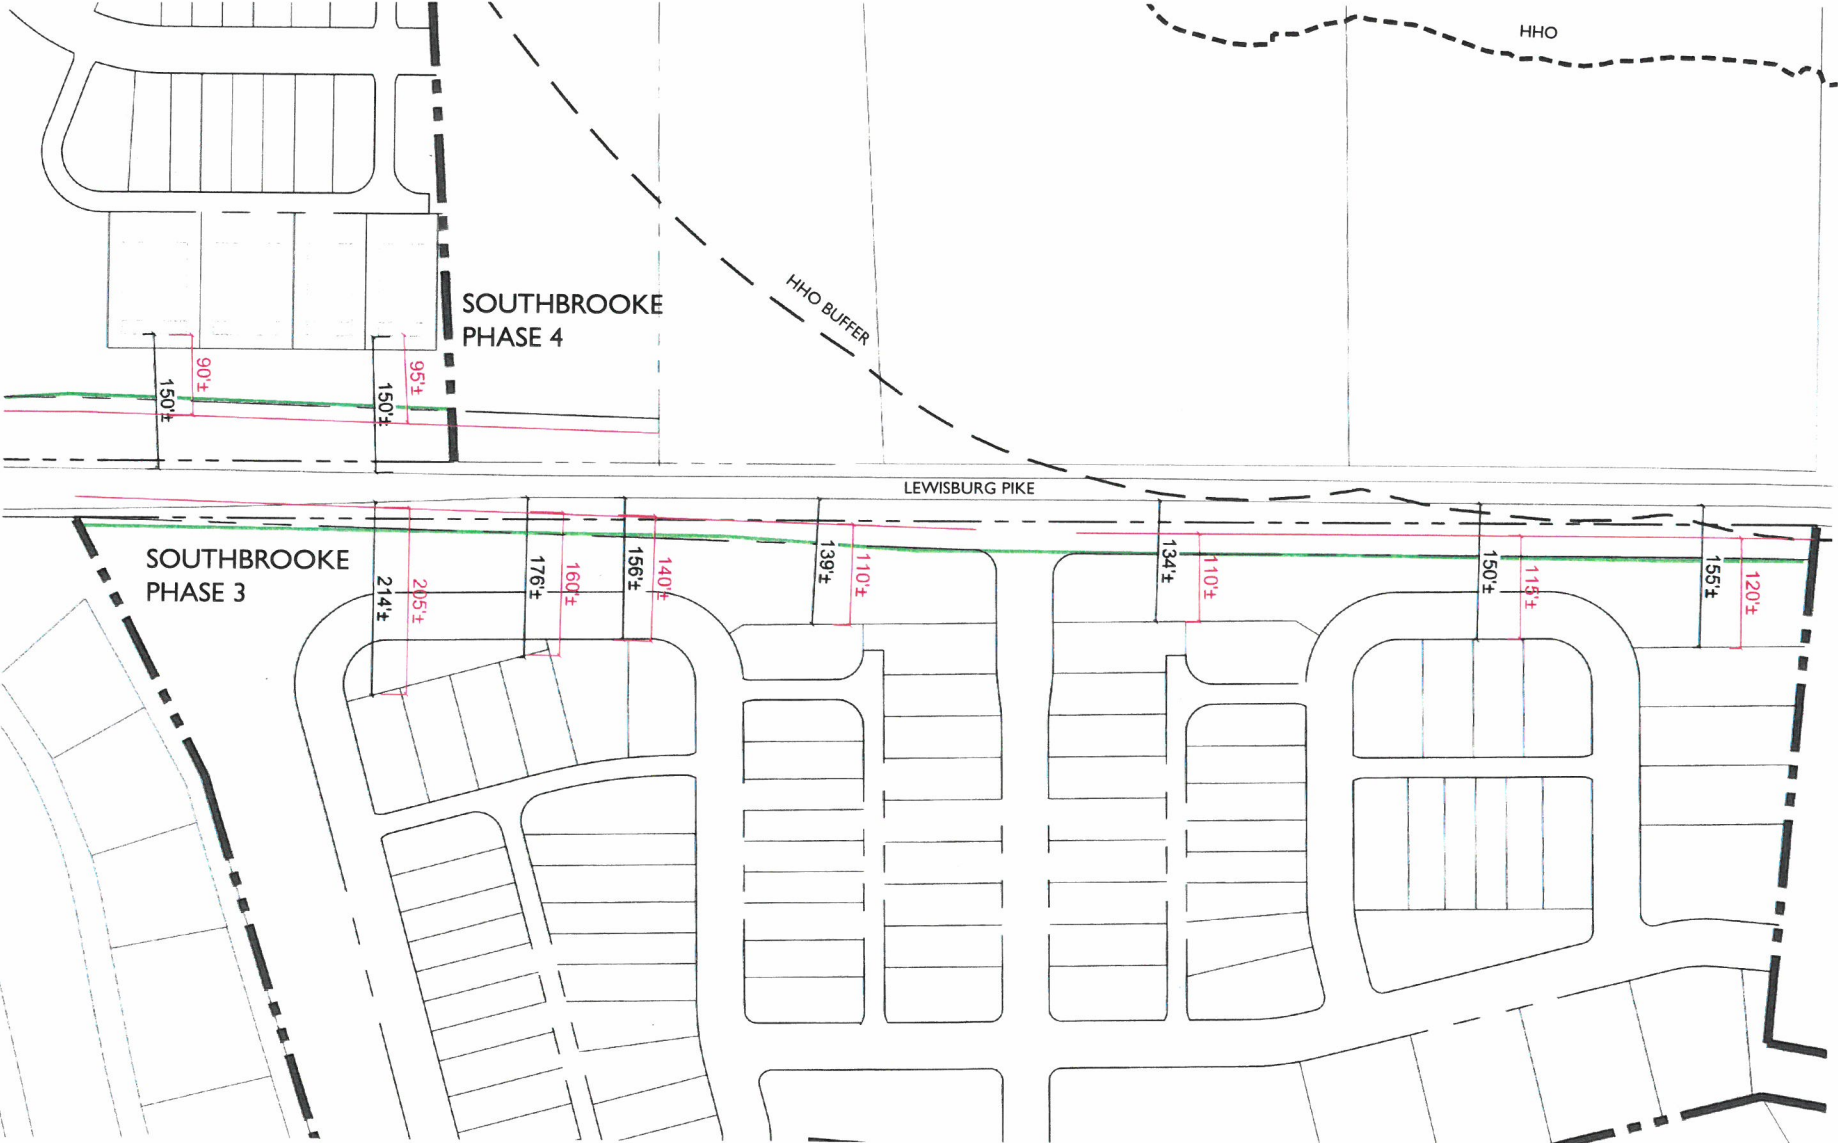 HHO
SOUTHBROOKE
PHASE 4
HHO BUFFER
90'±
150'±
95'±
150'±
LEWISBURG PIKE
SOUTHBROOKE
PHASE 3
214'±
205'±
176'±
160'±
156'±
140'±
139'±
110'±
134'±
110'±
150'±
115'±
155'±
120'±